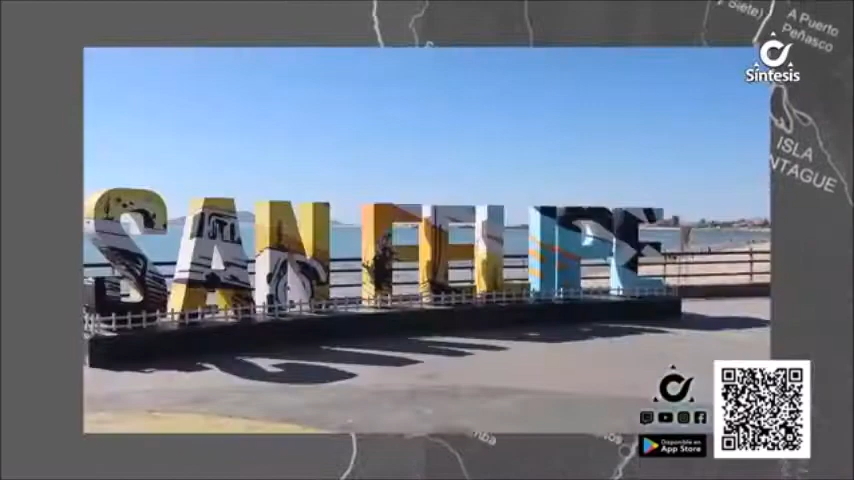 A Puerto
Peñasco
Síntesis
ISLA
NTAGUE
SAN FELIPE
Disponible en
App Store